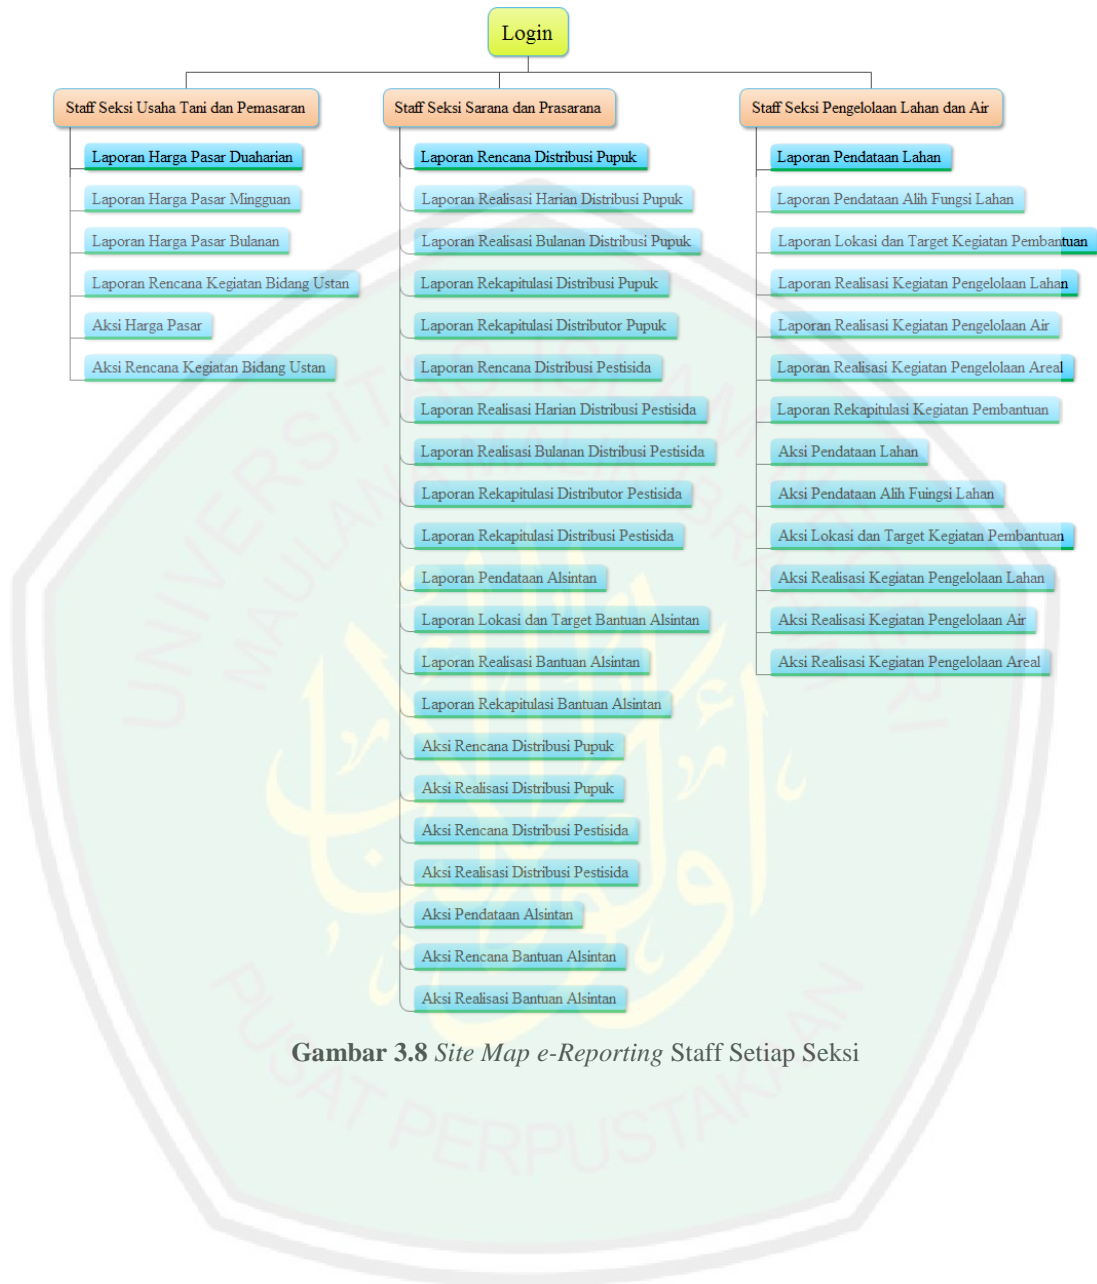 Login
Staff Seksi Usaha Tani dan Pemasaran
Laporan Harga Pasar Duaharian
Laporan Harga Pasar Mingguan
Laporan Harga Pasar Bulanan
Laporan Rencana Kegiatan Bidang Ustan
Aksi Harga Pasar
Aksi Rencana Kegiatan Bidang Ustan
Staff Seksi Sarana dan Prasarana
Laporan Rencana Distribusi Pupuk
Laporan Realisasi Harian Distribusi Pupuk
Laporan Realisasi Bulanan Distribusi Pupuk
Laporan Rekapitulasi Distribusi Pupuk
Laporan Rekapitulasi Distributor Pupuk
Laporan Rencana Distribusi Pestisida
Laporan Realisasi Harian Distribusi Pestisida
Laporan Realisasi Bulanan Distribusi Pestisida
Laporan Rekapitulasi Distributor Pestisida
Laporan Rekapitulasi Distribusi Pestisida
Laporan Pendataan Alsintan
Laporan Lokasi dan Target Bantuan Alsintan
Laporan Realisasi Bantuan Alsintan
Laporan Rekapitulasi Bantuan Alsintan
Aksi Rencana Distribusi Pupuk
Aksi Realisasi Distribusi Pupuk
Aksi Rencana Distribusi Pestisida
Aksi Realisasi Distribusi Pestisida
Aksi Pendataan Alsintan
Aksi Rencana Bantuan Alsintan
Aksi Realisasi Bantuan Alsintan
Staff Seksi Pengelolaan Lahan dan Air
Laporan Pendataan Lahan
Laporan Pendataan Alih Fungsi Lahan
Laporan Lokasi dan Target Kegiatan Pembantuan
Laporan Realisasi Kegiatan Pengelolaan Lahan
Laporan Realisasi Kegiatan Pengelolaan Air
Laporan Realisasi Kegiatan Pengelolaan Areal
Laporan Rekapitulasi Kegiatan Pembantuan
Aksi Pendataan Lahan
Aksi Pendataan Alih Fuingsi Lahan
Aksi Lokasi dan Target Kegiatan Pembantuan
Aksi Realisasi Kegiatan Pengelolaan Lahan
Aksi Realisasi Kegiatan Pengelolaan Air
Aksi Realisasi Kegiatan Pengelolaan Areal
Gambar 3.8 Site Map e-Reporting Staff Setiap Seksi
PUSAT PERPUSTAKAAN